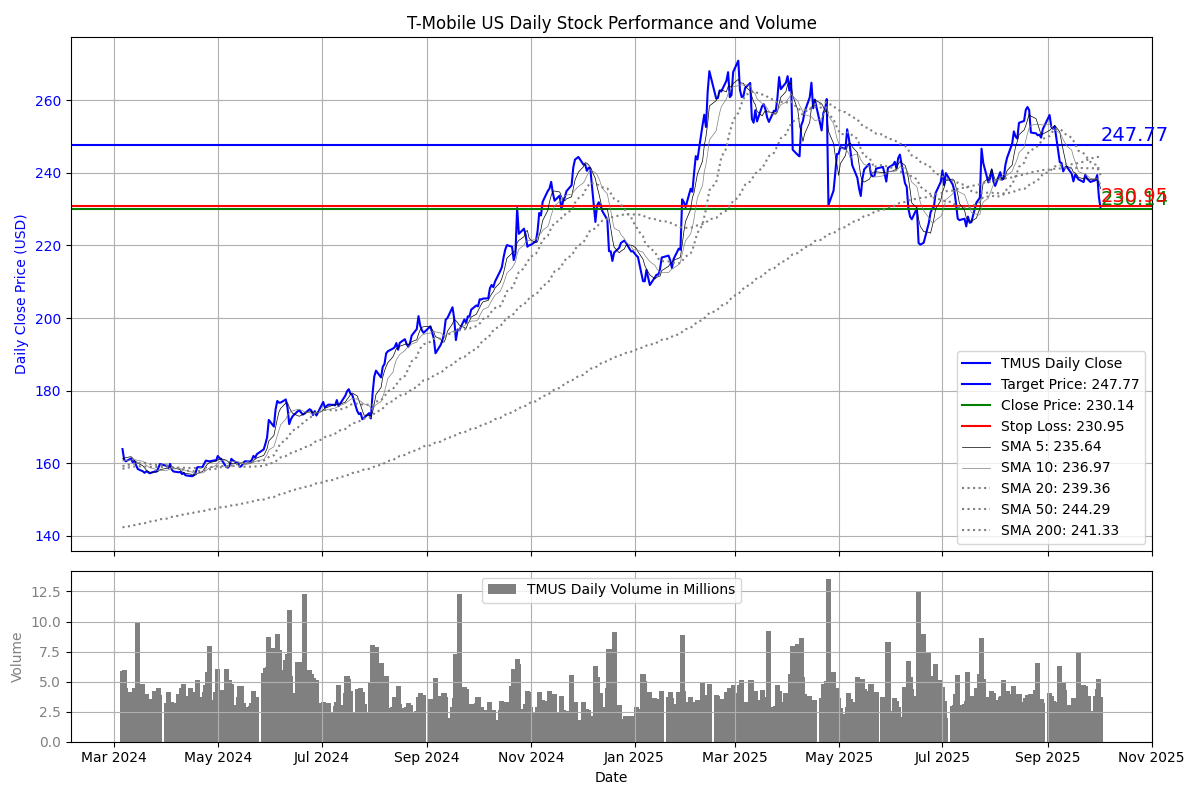 T-Mobile US Daily Stock Performance and Volume
Daily Close Price (USD)
260
240
220
200
180
160
140
247.77
230.95
230.14
TMUS Daily Close
Target Price: 247.77
Close Price: 230.14
Stop Loss: 230.95
SMA 5: 235.64
SMA 10: 236.97
SMA 20: 239.36
SMA 50: 244.29
SMA 200: 241.33
Volume
12.5
10.0
7.5
5.0
2.5
0.0
TMUS Daily Volume in Millions
Mar 2024 May 2024 Jul 2024 Sep 2024 Nov 2024 Jan 2025 Mar 2025 May 2025 Jul 2025 Sep 2025 Nov 2025
Date